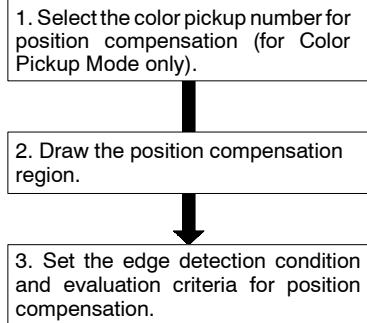 1. Select the color pickup number for
position compensation (for Color
Pickup Mode only).
2. Draw the position compensation
region.
3. Set the edge detection condition
and evaluation criteria for position
compensation.